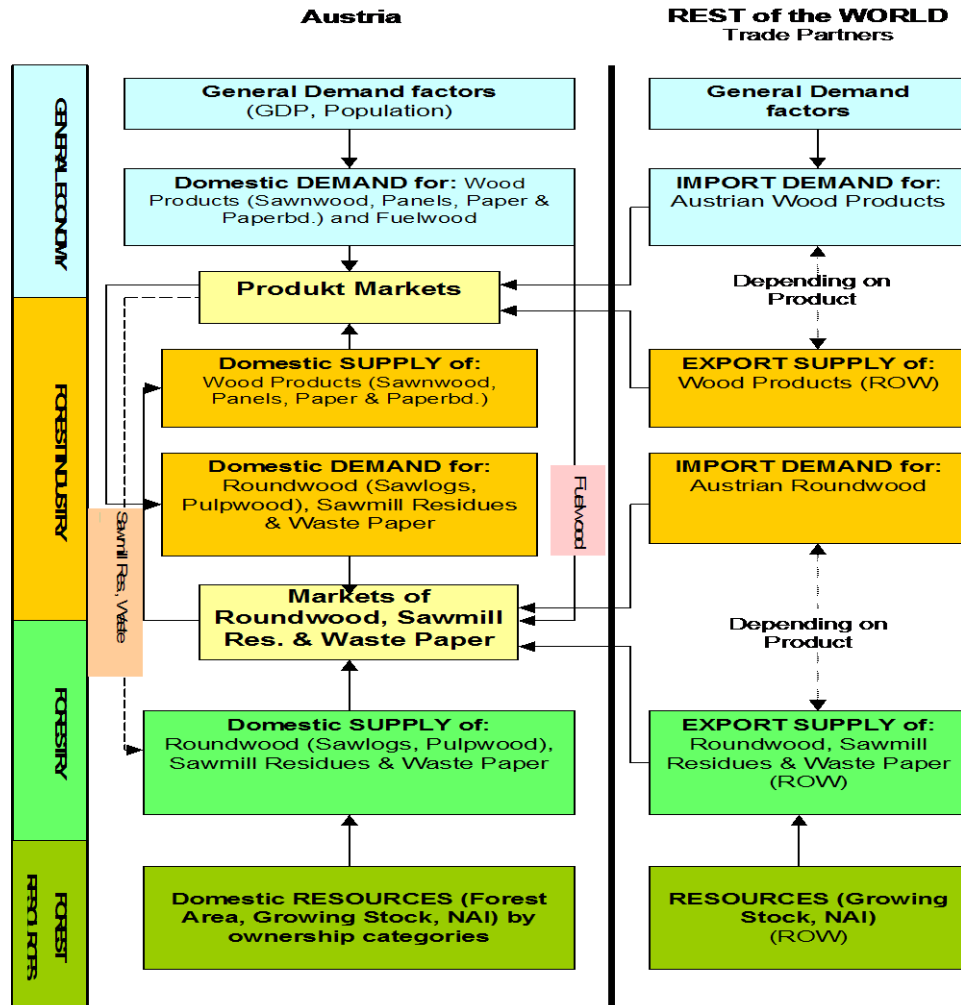 Austria
REST of the WORLD
Trade Partners
GENERAL ECONOMY
General Demand factors
(GDP, Population)
General Demand
factors
Domestic DEMAND for: Wood
Products (Sawnwood, Panels, Paper &
Paperbd.) and Fuelwood
IMPORT DEMAND for:
Austrian Wood Products
Produkt Markets
Depending on
Product
FOREST INDUSTRY
Domestic SUPPLY of:
Wood Products (Sawnwood,
Panels, Paper & Paperbd.)
EXPORT SUPPLY of:
Wood Products (ROW)
Domestic DEMAND for:
Roundwood (Sawlogs,
Pulpwood), Sawmill Residues
& Waste Paper
IMPORT DEMAND for:
Austrian Roundwood
Fuelwood
Sawmill Res, Waste
Markets of
Roundwood, Sawmill
Res. & Waste Paper
Depending on
Product
FORESTRY
Domestic SUPPLY of:
Roundwood (Sawlogs, Pulpwood),
Sawmill Residues & Waste Paper
EXPORT SUPPLY of:
Roundwood, Sawmill
Residues & Waste Paper
(ROW)
FOREST
RESOURCES
Domestic RESOURCES (Forest
Area, Growing Stock, NAI) by
ownership categories
RESOURCES (Growing
Stock, NAI)
(ROW)